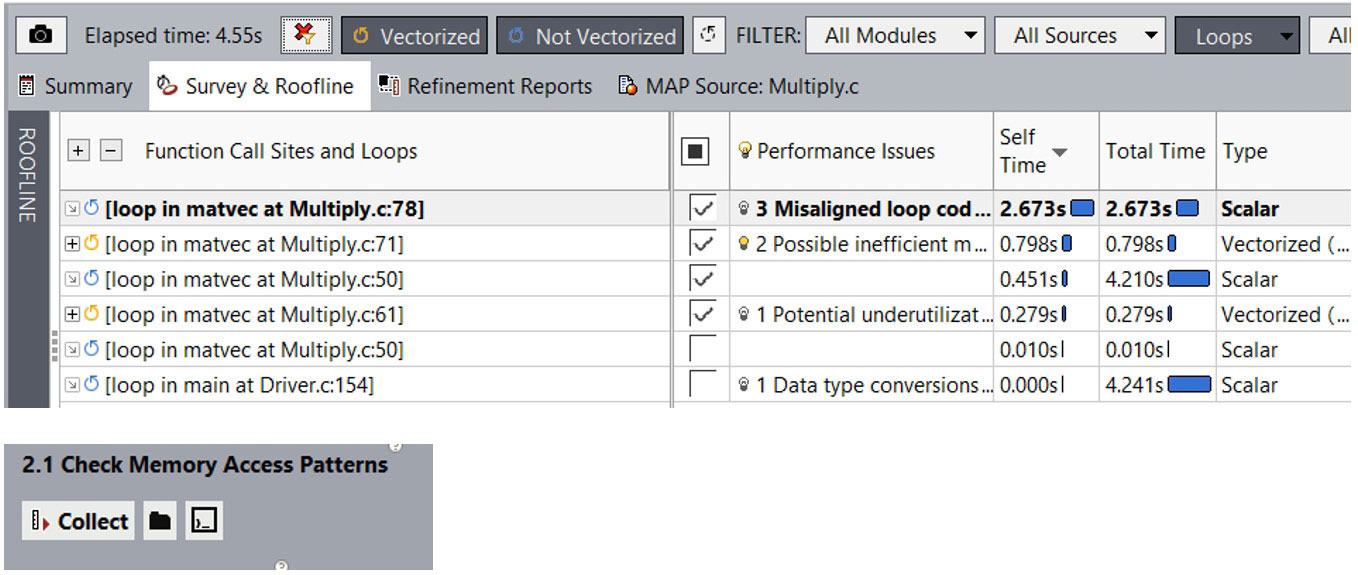 Elapsed time: 4.55s Vectorized Not Vectorized FILTER: All Modules All Sources Loops All
Summary Survey & Roofline Refinement Reports MAP Source: Multiply.c
ROOFLINE
+ − Function Call Sites and Loops Performance Issues Self Time Total Time Type
[loop in matvec at Multiply.c:78] 3 Misaligned loop cod... 2.673s 2.673s Scalar
[loop in matvec at Multiply.c:71] 2 Possible inefficient m... 0.798s 0.798s Vectorized (...
[loop in matvec at Multiply.c:50] 0.451s 4.210s Scalar
[loop in matvec at Multiply.c:61] 1 Potential underutilizat... 0.279s 0.279s Vectorized (...
[loop in matvec at Multiply.c:50] 0.010s 0.010s Scalar
[loop in main at Driver.c:154] 1 Data type conversions... 0.000s 4.241s Scalar
2.1 Check Memory Access Patterns
Collect